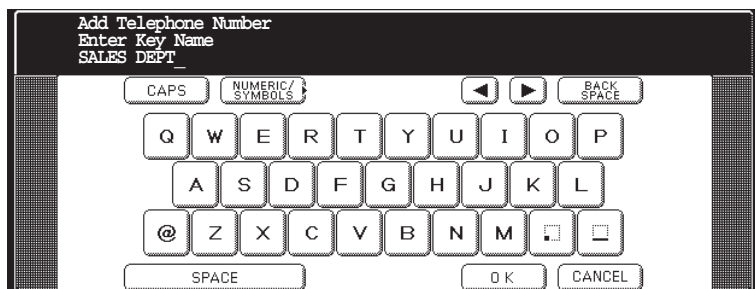 Add Telephone Number
Enter Key Name
SALES DEPT_
CAPS NUMERIC/ SYMBOLS ◀ ▶ BACK SPACE
Q W E R T Y U I O P
A S D F G H J K L
@ Z X C V B N M . _
SPACE OK CANCEL